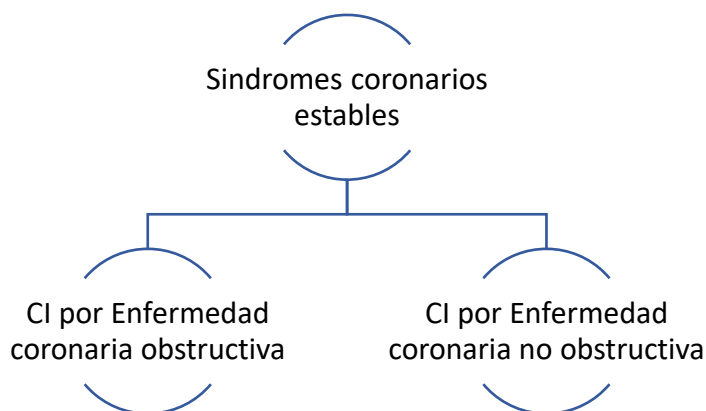 Sindromes coronarios
estables
CI por Enfermedad
coronaria obstructiva
CI por Enfermedad
coronaria no obstructiva